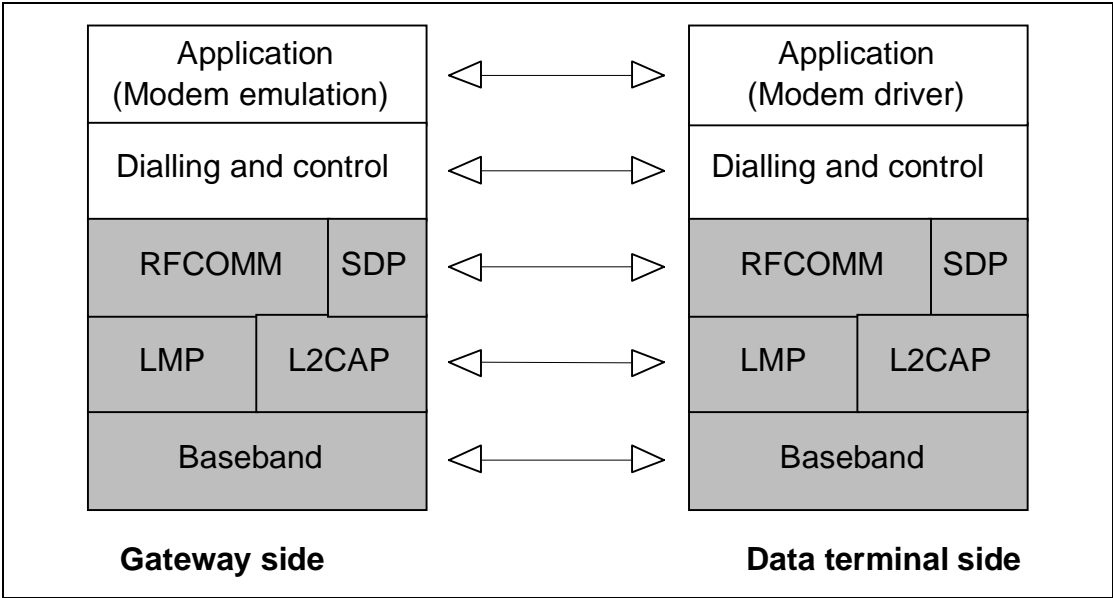 Application
(Modem emulation)
Dialling and control
RFCOMM
SDP
LMP
L2CAP
Baseband
Gateway side
Application
(Modem driver)
Dialling and control
RFCOMM
SDP
LMP
L2CAP
Baseband
Data terminal side